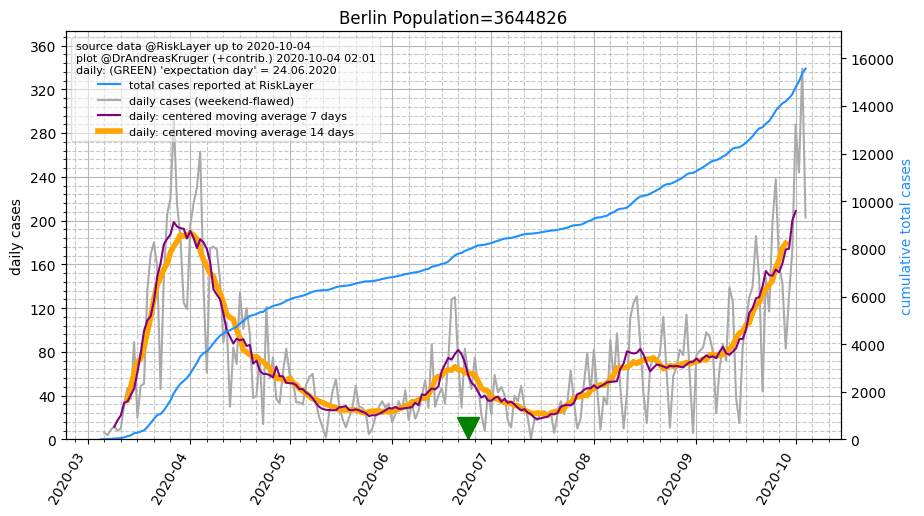 Berlin Population=3644826
source data @RiskLayer up to 2020-10-04
plot @DrAndreasKruger (+contrib.) 2020-10-04 02:01
daily: (GREEN) 'expectation day' = 24.06.2020
total cases reported at RiskLayer
daily cases (weekend-flawed)
daily: centered moving average 7 days
daily: centered moving average 14 days
daily cases
360
320
280
240
200
160
120
80
40
0
cumulative total cases
16000
14000
12000
10000
8000
6000
4000
2000
0
2020-03
2020-04
2020-05
2020-06
2020-07
2020-08
2020-09
2020-10